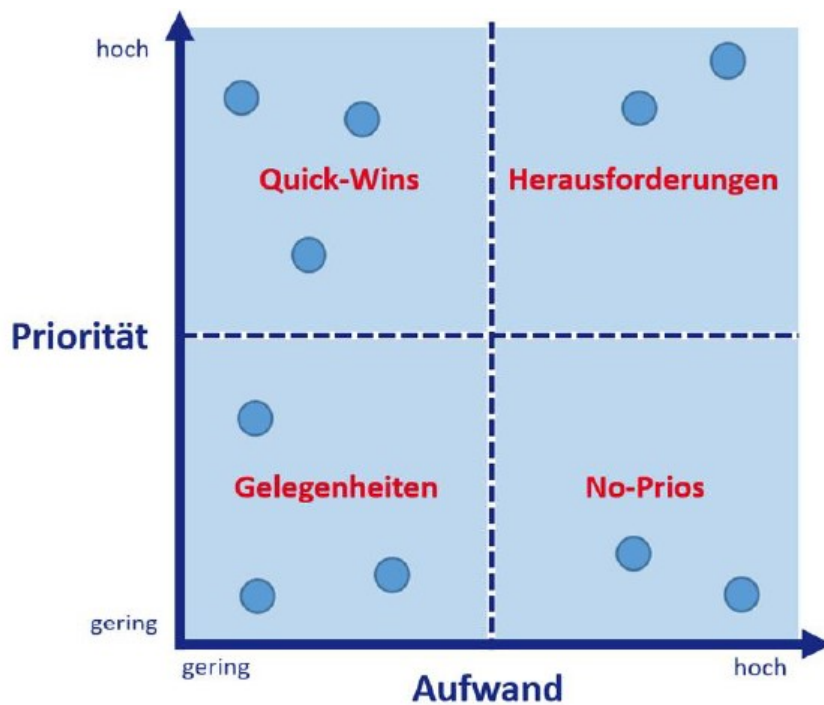 hoch
Quick-Wins
Herausforderungen
Priorität
Gelegenheiten
No-Prios
gering
gering
hoch
Aufwand